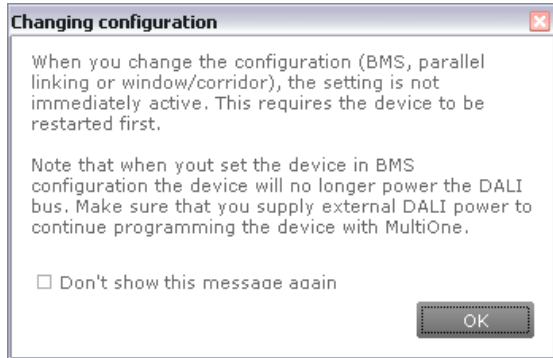 Changing configuration
When you change the configuration (BMS, parallel
linking or window/corridor), the setting is not
immediately active. This requires the device to be
restarted first.
Note that when yout set the device in BMS
configuration the device will no longer power the DALI
bus. Make sure that you supply external DALI power to
continue programming the device with MultiOne.
Don't show this message again
OK